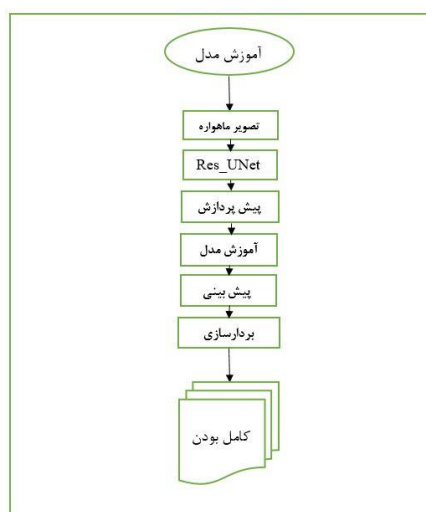 آموزش مدل
تصویر ماهواره
Res_UNet
پیش پردازش
آموزش مدل
پیش بینی
بردارسازی
کامل بودن